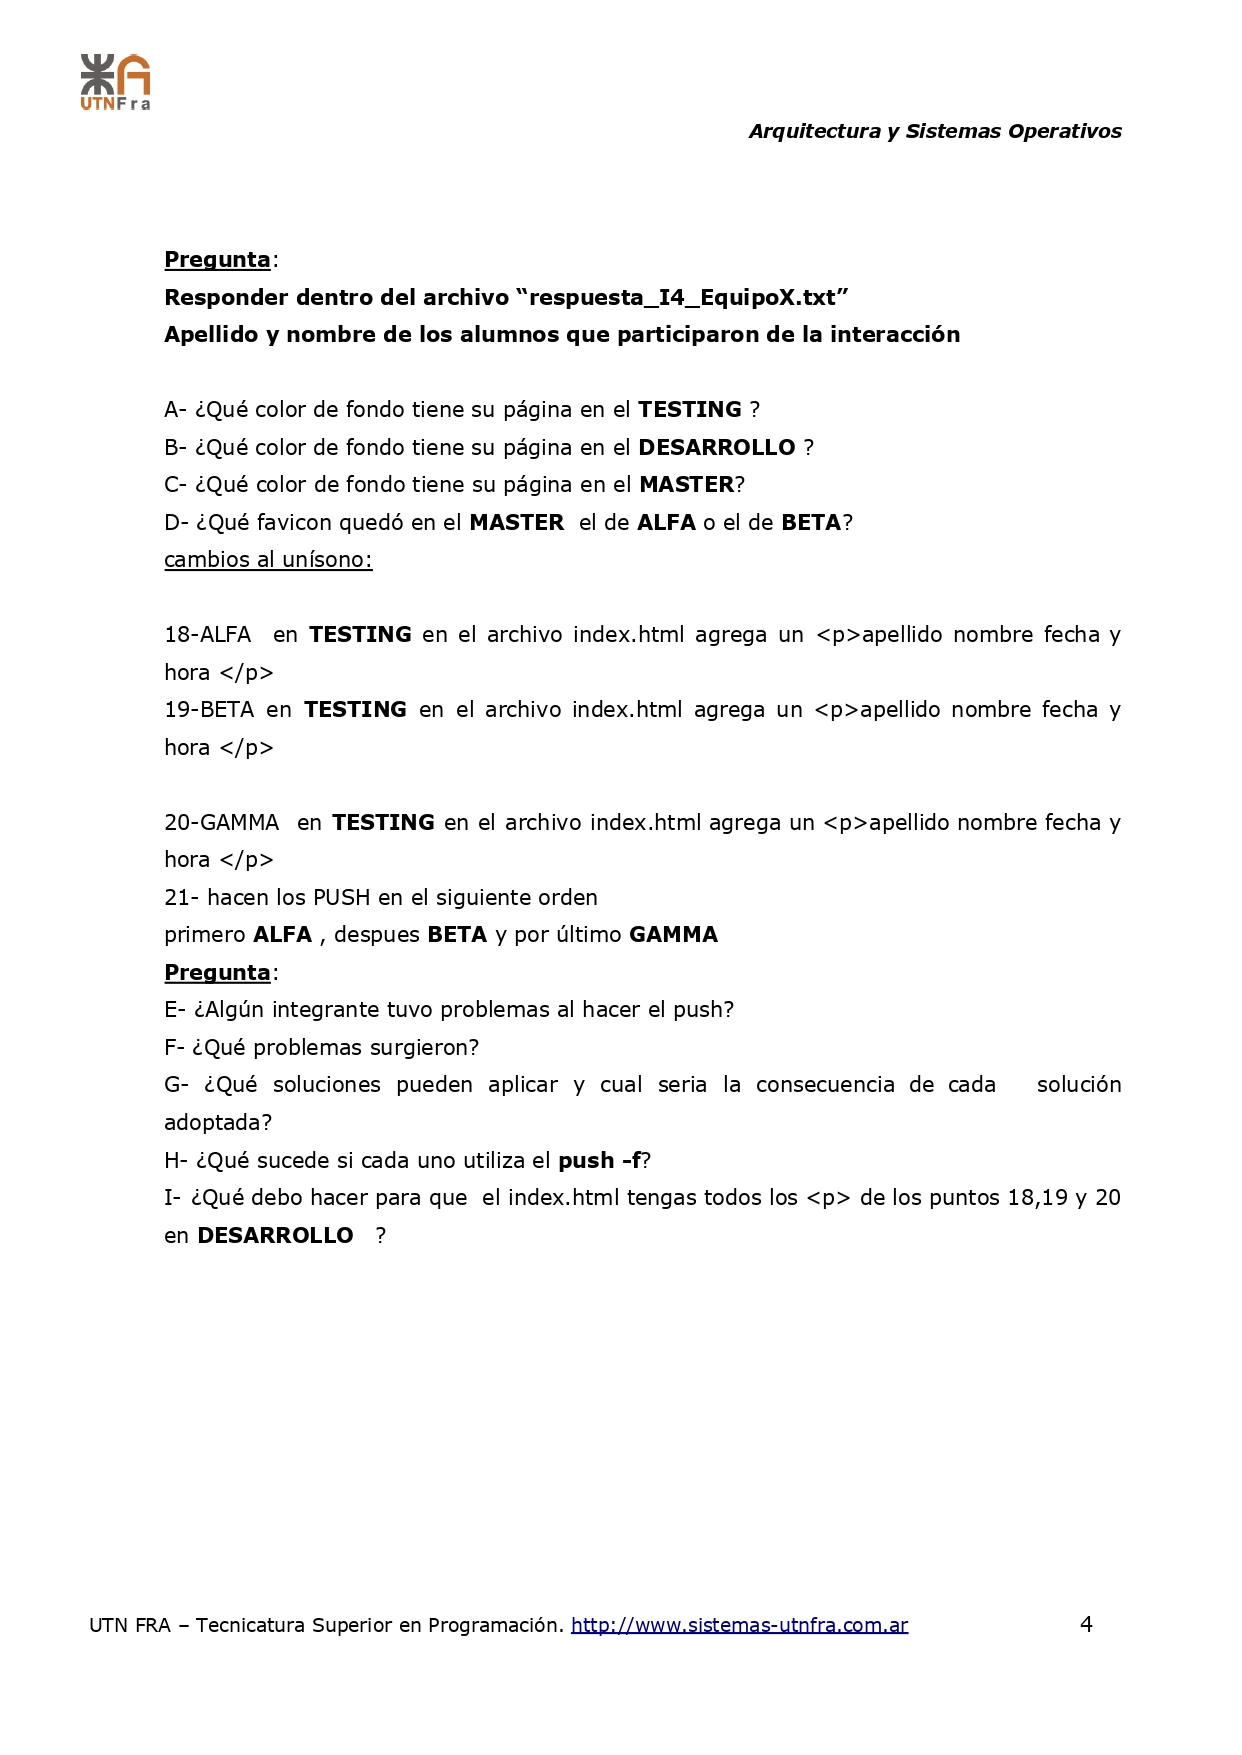 UTNFra
Arquitectura y Sistemas Operativos
Pregunta:
Responder dentro del archivo “respuesta_I4_EquipoX.txt”
Apellido y nombre de los alumnos que participaron de la interacción
A- ¿Qué color de fondo tiene su página en el TESTING ?
B- ¿Qué color de fondo tiene su página en el DESARROLLO ?
C- ¿Qué color de fondo tiene su página en el MASTER?
D- ¿Qué favicon quedó en el MASTER el de ALFA o el de BETA?
cambios al unísono:
18-ALFA en TESTING en el archivo index.html agrega un <p>apellido nombre fecha y
hora </p>
19-BETA en TESTING en el archivo index.html agrega un <p>apellido nombre fecha y
hora </p>
20-GAMMA en TESTING en el archivo index.html agrega un <p>apellido nombre fecha y
hora </p>
21- hacen los PUSH en el siguiente orden
primero ALFA , despues BETA y por último GAMMA
Pregunta:
E- ¿Algún integrante tuvo problemas al hacer el push?
F- ¿Qué problemas surgieron?
G- ¿Qué soluciones pueden aplicar y cual seria la consecuencia de cada solución
adoptada?
H- ¿Qué sucede si cada uno utiliza el push -f?
I- ¿Qué debo hacer para que el index.html tengas todos los <p> de los puntos 18,19 y 20
en DESARROLLO ?
UTN FRA – Tecnicatura Superior en Programación. http://www.sistemas-utnfra.com.ar 4